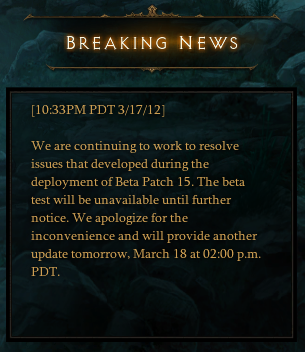 Breaking News
[10:33PM PDT 3/17/12]
We are continuing to work to resolve
issues that developed during the
deployment of Beta Patch 15. The beta
test will be unavailable until further
notice. We apologize for the
inconvenience and will provide another
update tomorrow, March 18 at 02:00 p.m.
PDT.